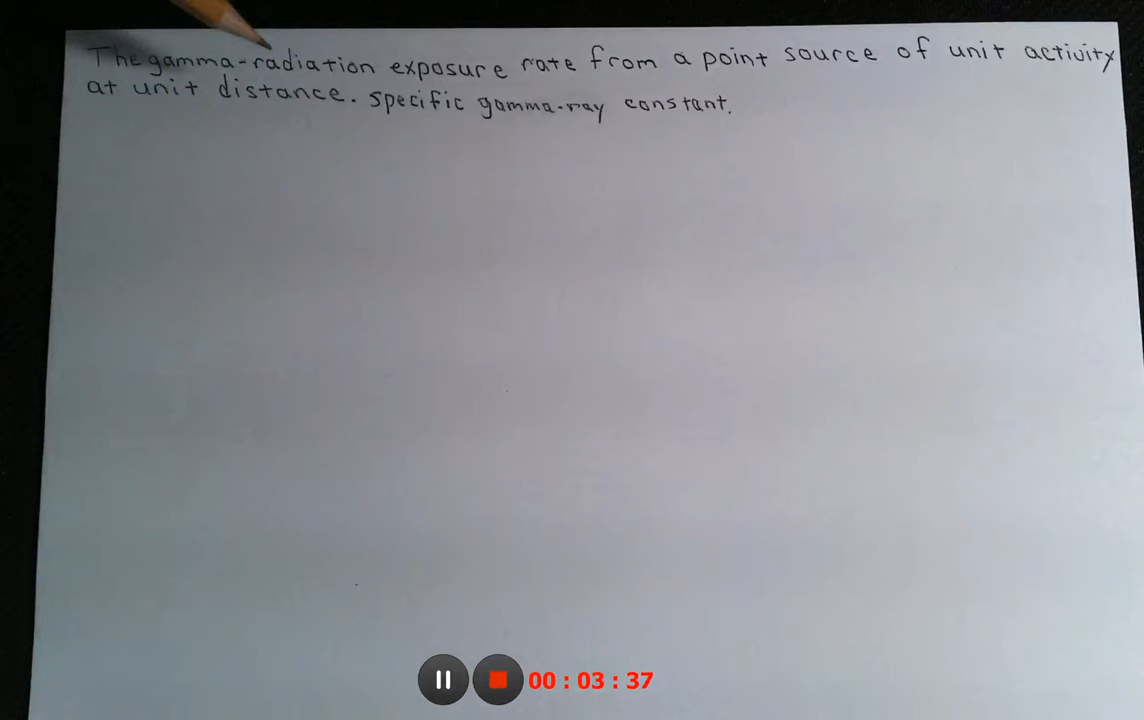 The gamma-radiation exposure rate from a point source of unit activity
at unit distance. specific gamma-ray constant.
00 : 03 : 37